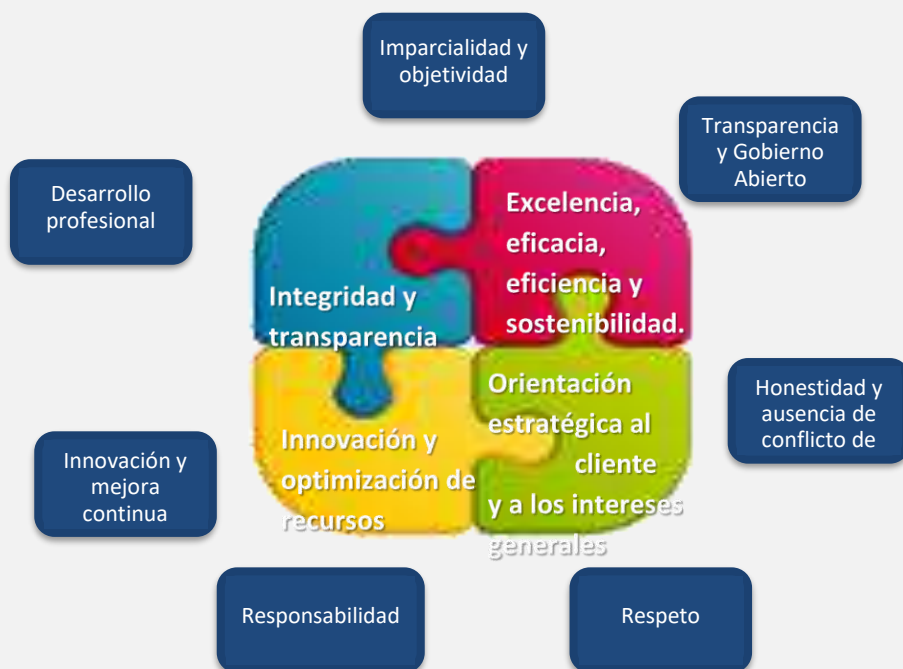 Imparcialidad y
objetividad
Transparencia
y Gobierno
Abierto
Desarrollo
profesional
Excelencia,
eficacia,
eficiencia y
sostenibilidad.
Integridad y
transparencia
Orientación
estratégica al
cliente
y a los intereses
generales
Honestidad y
ausencia de
conflicto de
Innovación y
optimización de
recursos
Innovación y
mejora
continua
Responsabilidad
Respeto